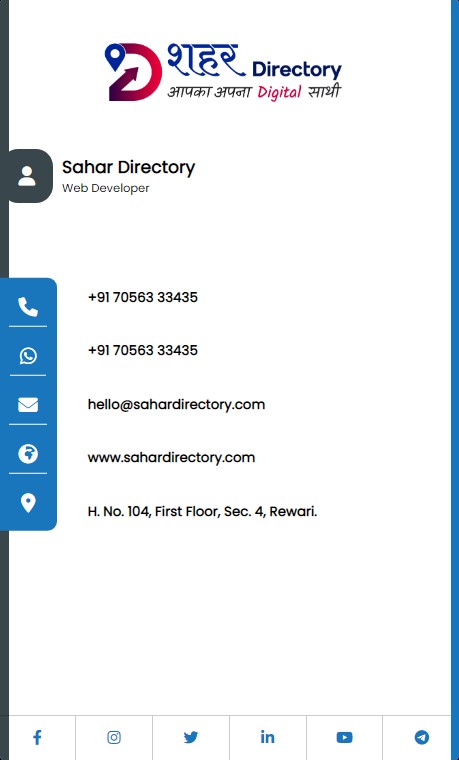 शहर Directory
आपका अपना Digital साथी
Sahar Directory
Web Developer
+91 70563 33435
+91 70563 33435
hello@sahardirectory.com
www.sahardirectory.com
H. No. 104, First Floor, Sec. 4, Rewari.